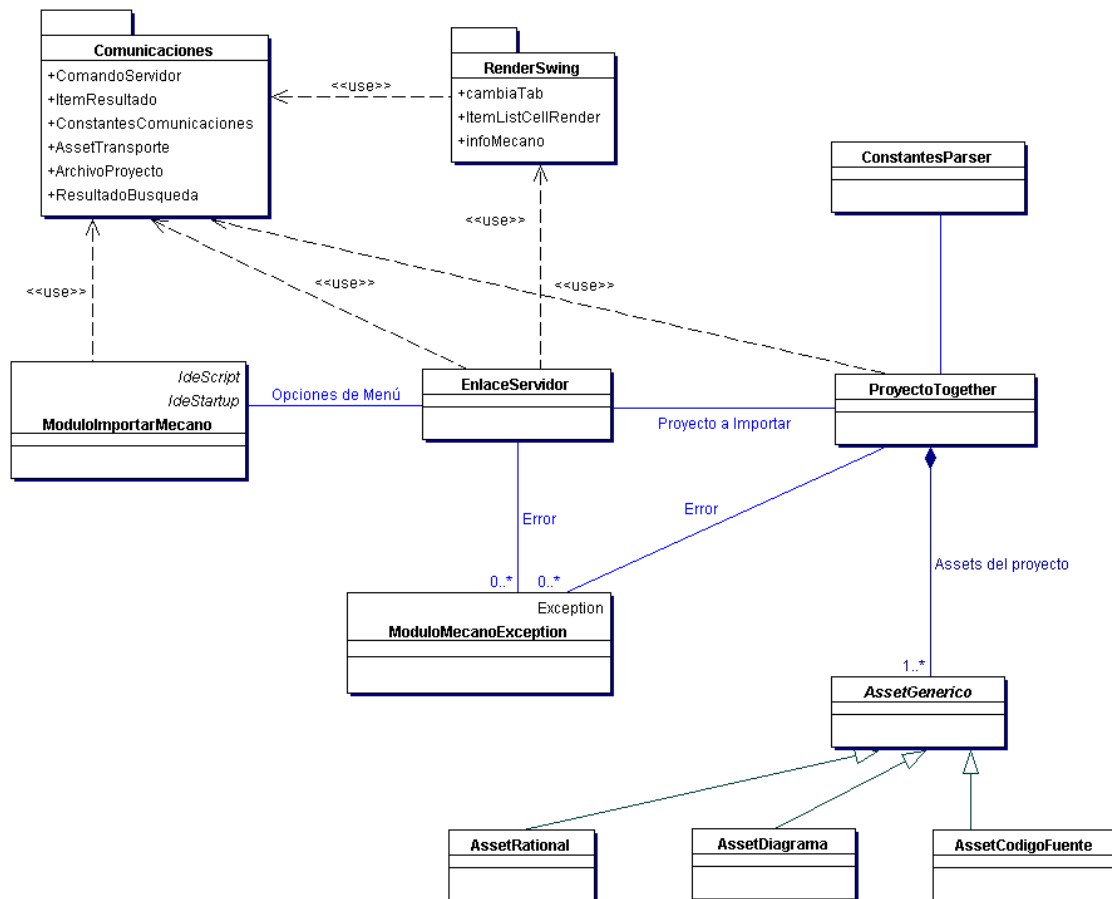 Comunicaciones
+ComandoServidor
+ItemResultado
+ConstantesComunicaciones
+AssetTransporte
+ArchivoProyecto
+ResultadoBusqueda
<<use>>
RenderSwing
+cambiaTab
+ItemListCellRender
+infoMecano
ConstantesParser
<<use>>
<<use>>
<<use>>
<<use>>
IdeScript
IdeStartup
ModuloImportarMecano
Opciones de Menú
EnlaceServidor
Proyecto a Importar
ProyectoTogether
Error
Error
Assets del proyecto
0..*
0..*
Exception
ModuloMecanoException
1..*
AssetGenerico
AssetRational
AssetDiagrama
AssetCodigoFuente